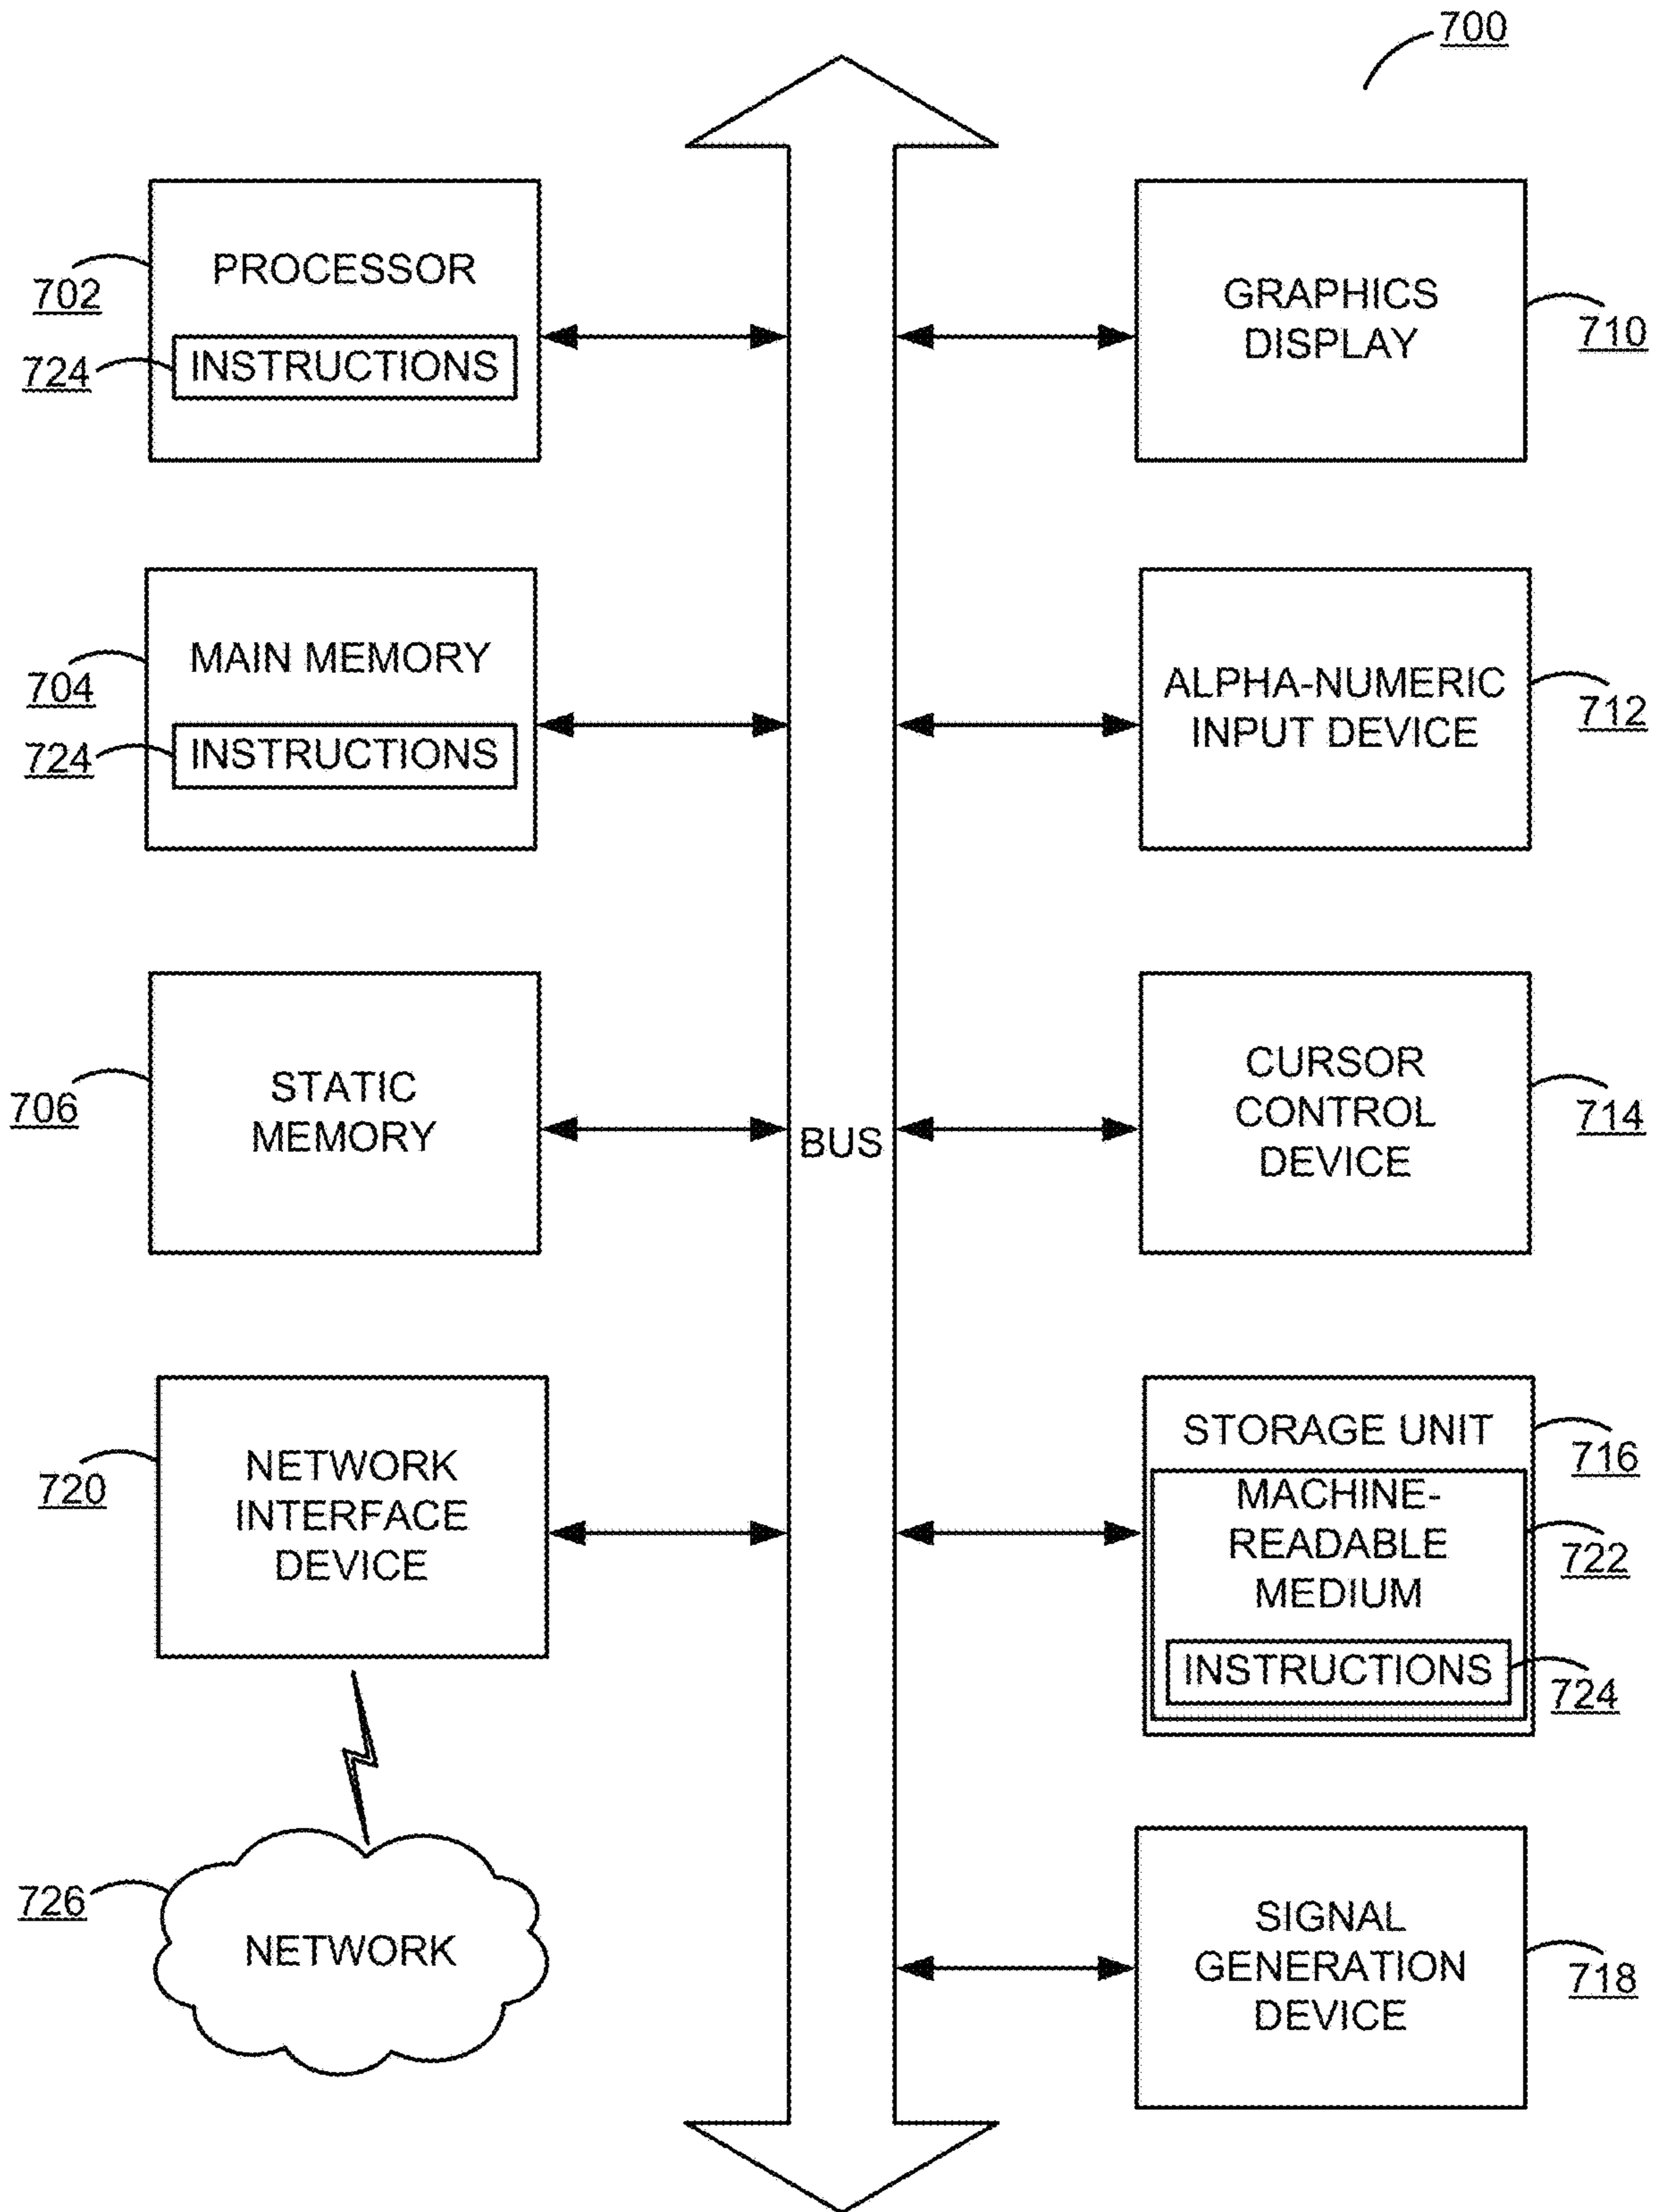 700
PROCESSOR
702
724
INSTRUCTIONS
GRAPHICS
DISPLAY
710
MAIN MEMORY
704
724
INSTRUCTIONS
ALPHA-NUMERIC
INPUT DEVICE
712
STATIC
MEMORY
706
BUS
CURSOR
CONTROL
DEVICE
714
NETWORK
INTERFACE
DEVICE
720
STORAGE UNIT
716
MACHINE-
READABLE
MEDIUM
722
INSTRUCTIONS
724
726
NETWORK
SIGNAL
GENERATION
DEVICE
718